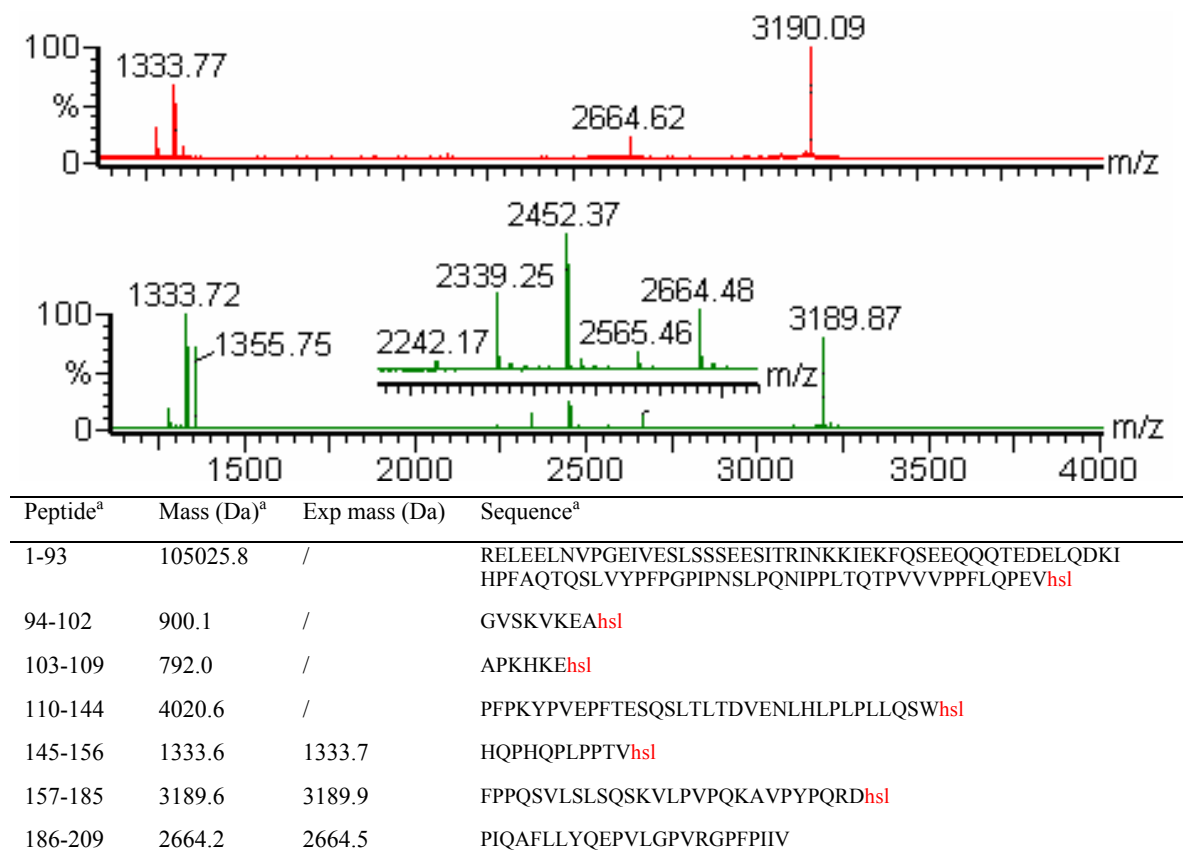 100
%
0
1333.77
2664.62
3190.09
m/z
2452.37
2339.25
2664.48
1333.72
2565.46
3189.87
1355.75
2242.17
100
m/z
%
0
m/z
1500 2000 2500 3000 3500 4000
Peptideª Mass (Da)ª Exp mass (Da) Sequenceª
1-93 105025.8 / RELEELNVPGEIVESLSSSEESITRINKKIEKFQSEEQQQTEDELQDKI
HPFAQTQSLVYPFPGPIPNSLPQNIPPLTQTPVVVPPFLQPEVhsl
94-102 900.1 / GVSKVKEAhsl
103-109 792.0 / APKHKEhsl
110-144 4020.6 / PFPKYPVEPFTESQSLTLTDVENLHLPLPLLQSWhsl
145-156 1333.6 1333.7 HQPHQPLPPTVhsl
157-185 3189.6 3189.9 FPPQSVLSLSQSKVLPVPQKAVPYPQRDhsl
186-209 2664.2 2664.5 PIQAFLLYQEPVLGPVRGPFPIIV